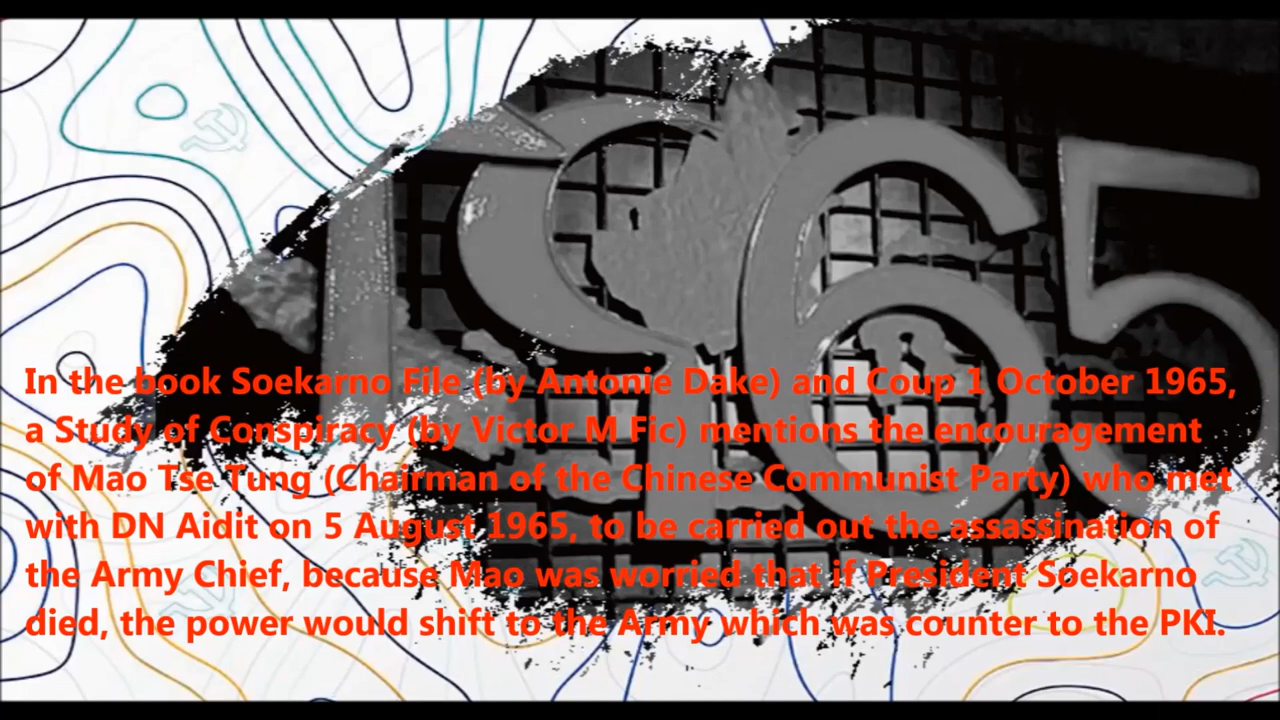 1965
In the book Soekarno File (by Antonie Dake) and Coup 1 October 1965,
a Study of Conspiracy (by Victor M Fic) mentions the encouragement
of Mao Tse Tung (Chairman of the Chinese Communist Party) who met
with DN Aidit on 5 August 1965, to be carried out the assassination of
the Army Chief, because Mao was worried that if President Soekarno
died, the power would shift to the Army which was counter to the PKI.